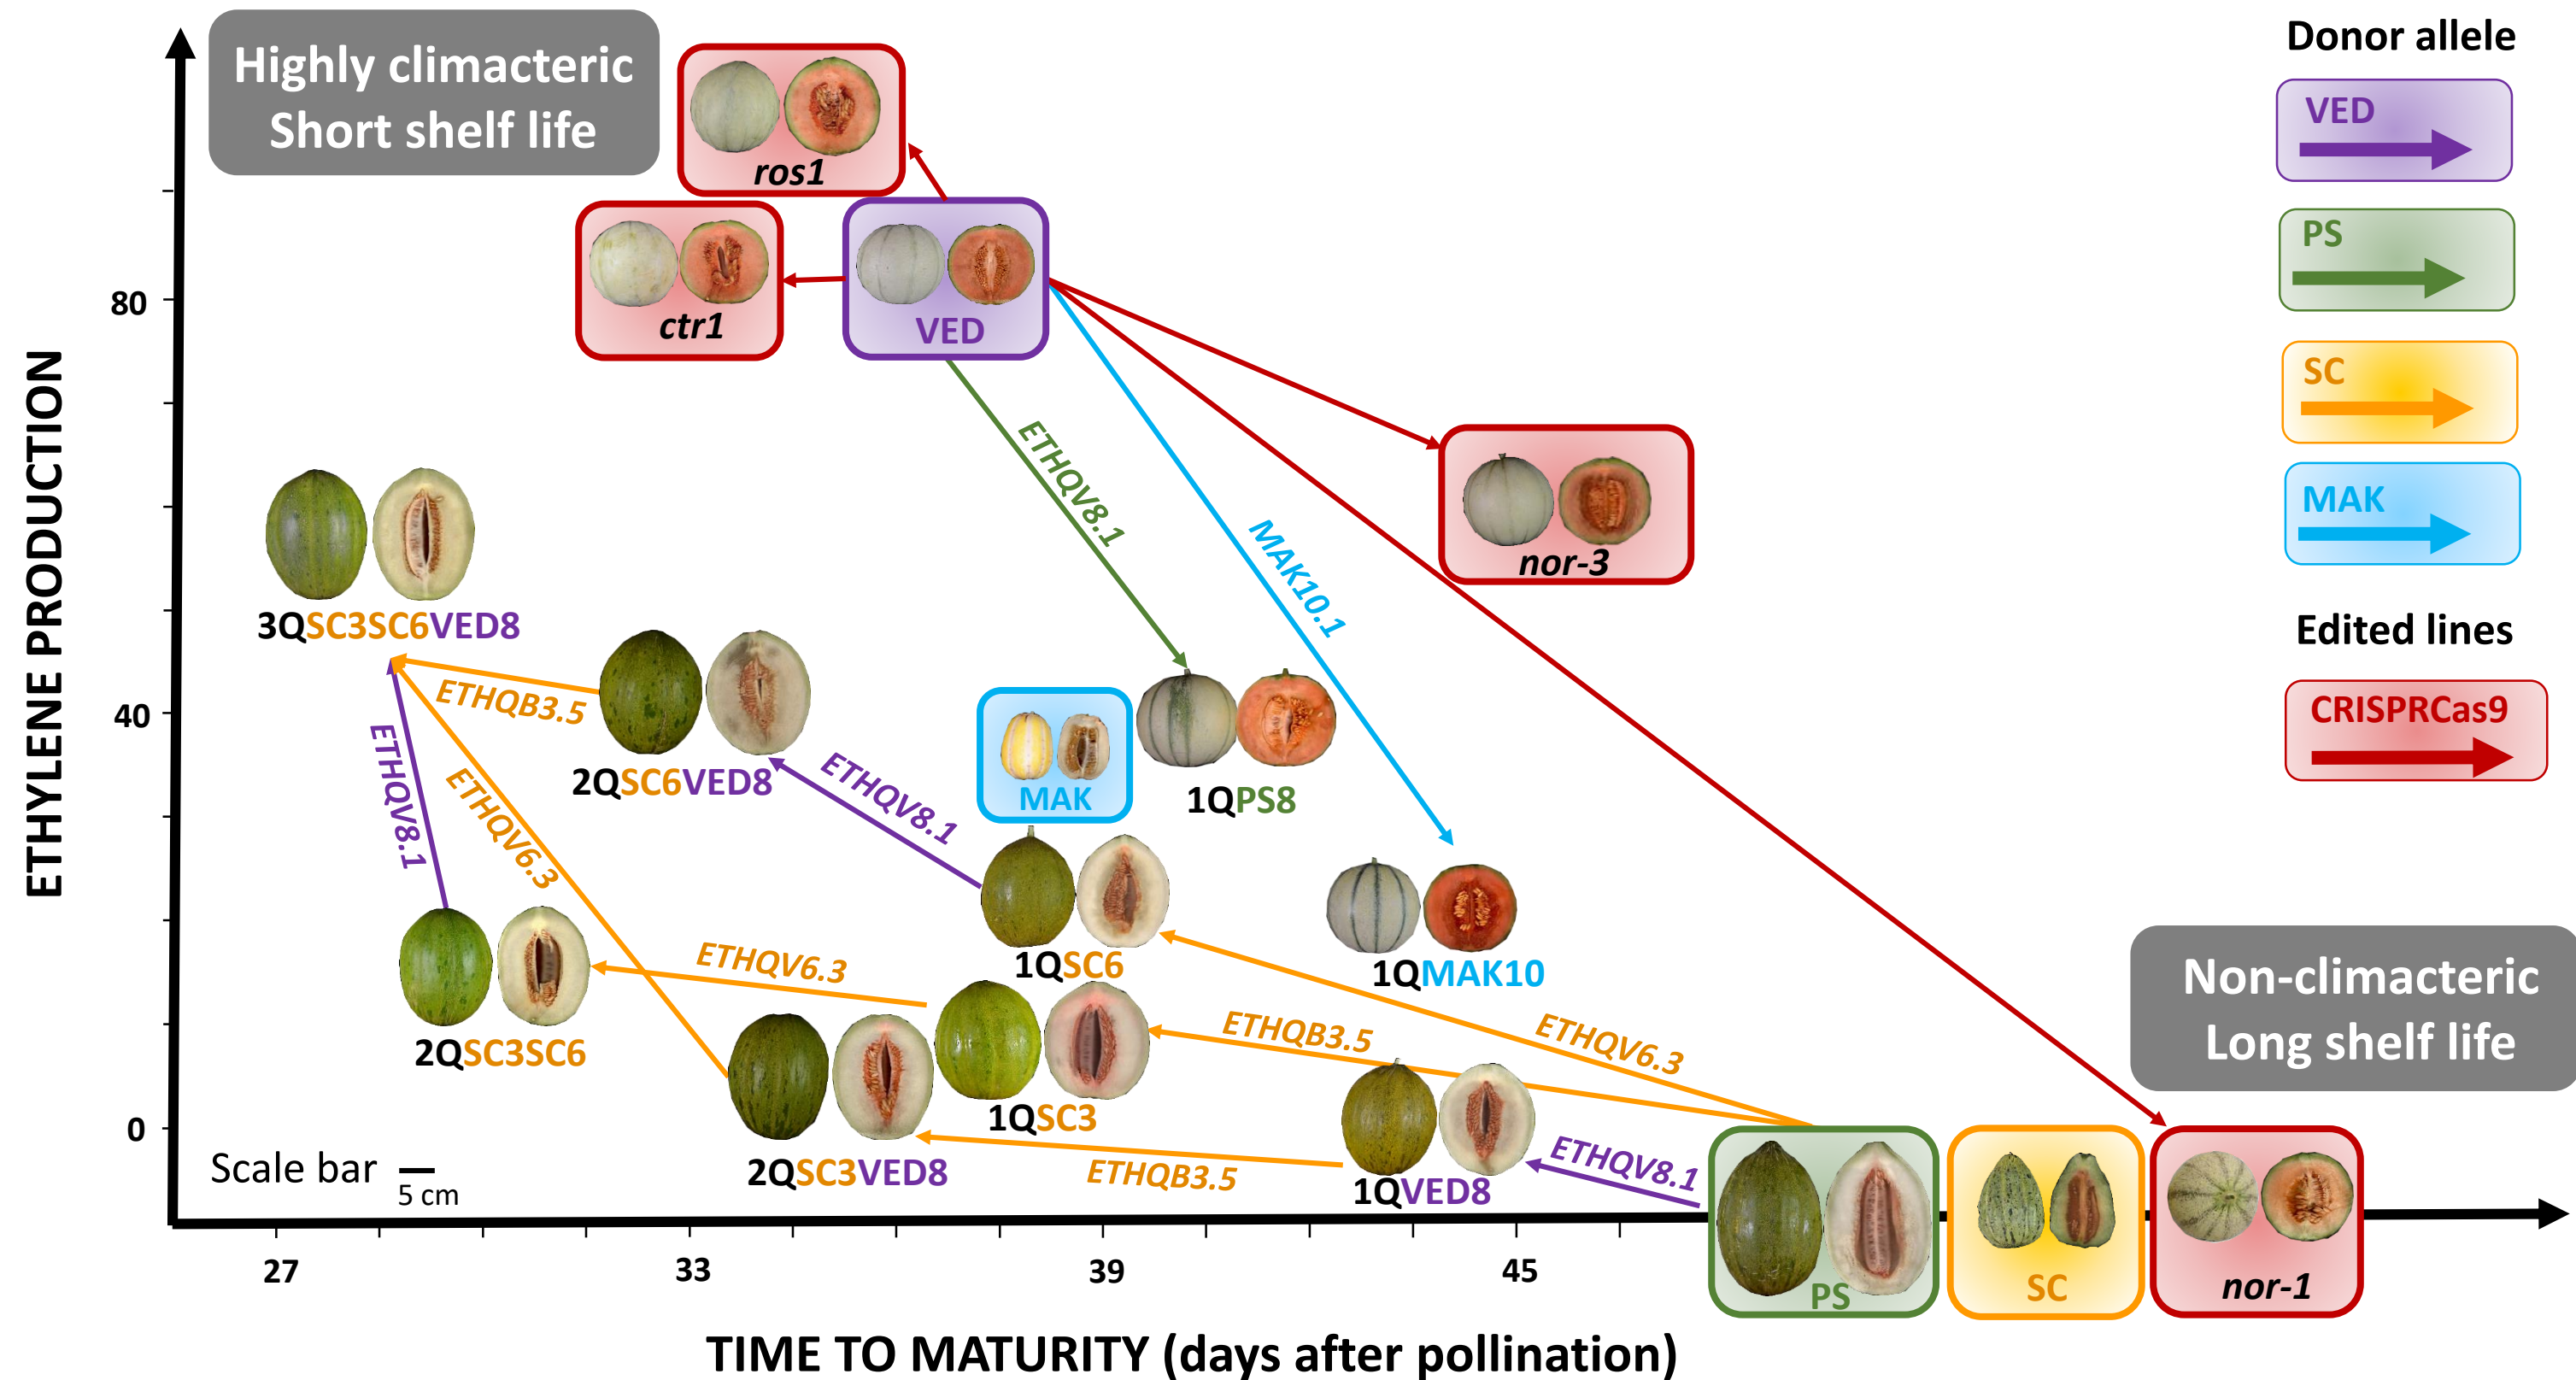 Highly climacteric
Short shelf life
ros1
ctr1
VED
Donor allele
VED
PS
SC
MAK
Edited lines
CRISPRCas9
ETHYLENE PRODUCTION
80
40
0
ETHQV8.1
MAK10.1
nor-3
3QSC3SC6VED8
ETHQB3.5
2QSC6VED8
ETHQV8.1
ETHQV6.3
ETHQV8.1
MAK
1QPS8
1QSC6
1QMAK10
ETHQV6.3
2QSC3SC6
ETHQB3.5
ETHQV6.3
1QSC3
2QSC3VED8
ETHQB3.5
1QVED8
ETHQV8.1
Non-climacteric
Long shelf life
Scale bar
5 cm
PS
SC
nor-1
27
33
39
45
TIME TO MATURITY (days after pollination)